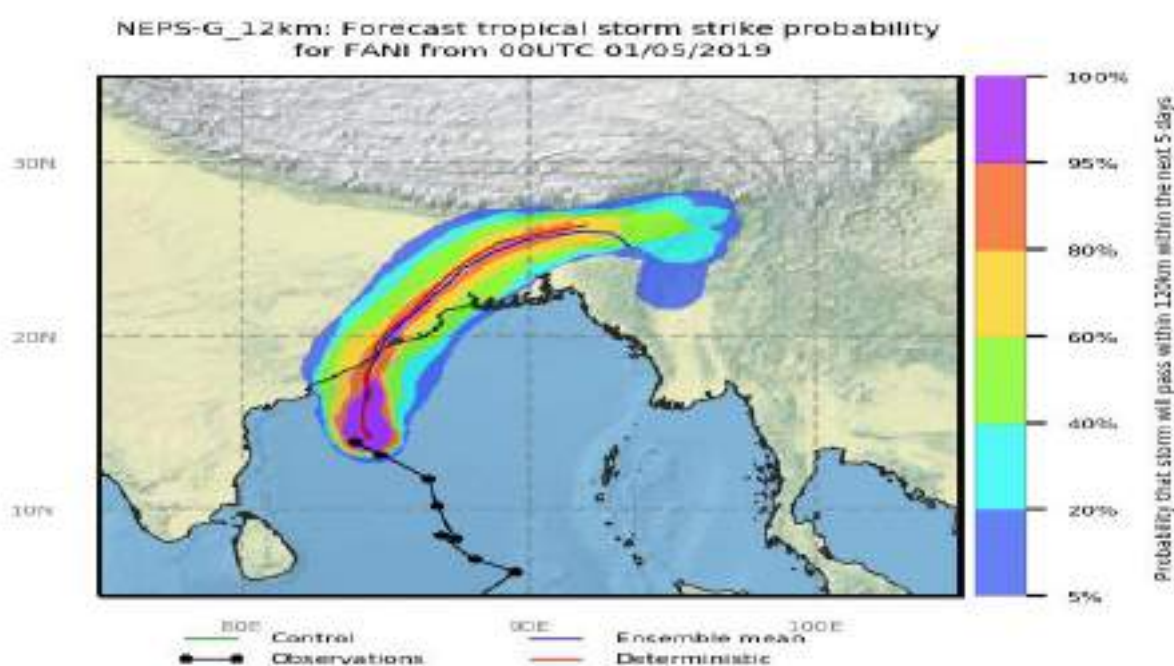 NEPS-G_12km: Forecast tropical storm strike probability
for FANI from 00UTC 01/05/2019
100%
95%
80%
60%
40%
20%
5%
Probability that storm will pass within 120km within the next 5 days
30N
20N
10N
80E
90E
100E
Control
Ensemble mean
Observations
Deterministic